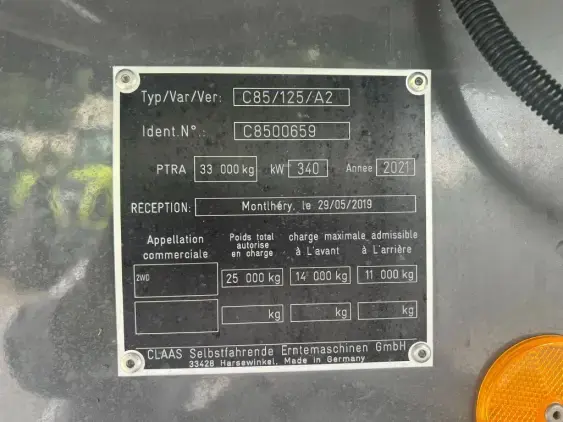 Typ/Var/Ver: C85/125/A2
Ident.N°.: C8500659
PTRA 33 000 kg kW 340 Année 2021
RECEPTION: Montlhéry, le 29/05/2019
Appellation commerciale
Poids total autorise en charge
charge maximale admissible
à L'avant à L'arrière
2WD 25 000 kg 14 000 kg 11 000 kg
kg kg kg
CLAAS Selbstfahrende Erntemaschinen GmbH
33428 Harsewinkel, Made in Germany